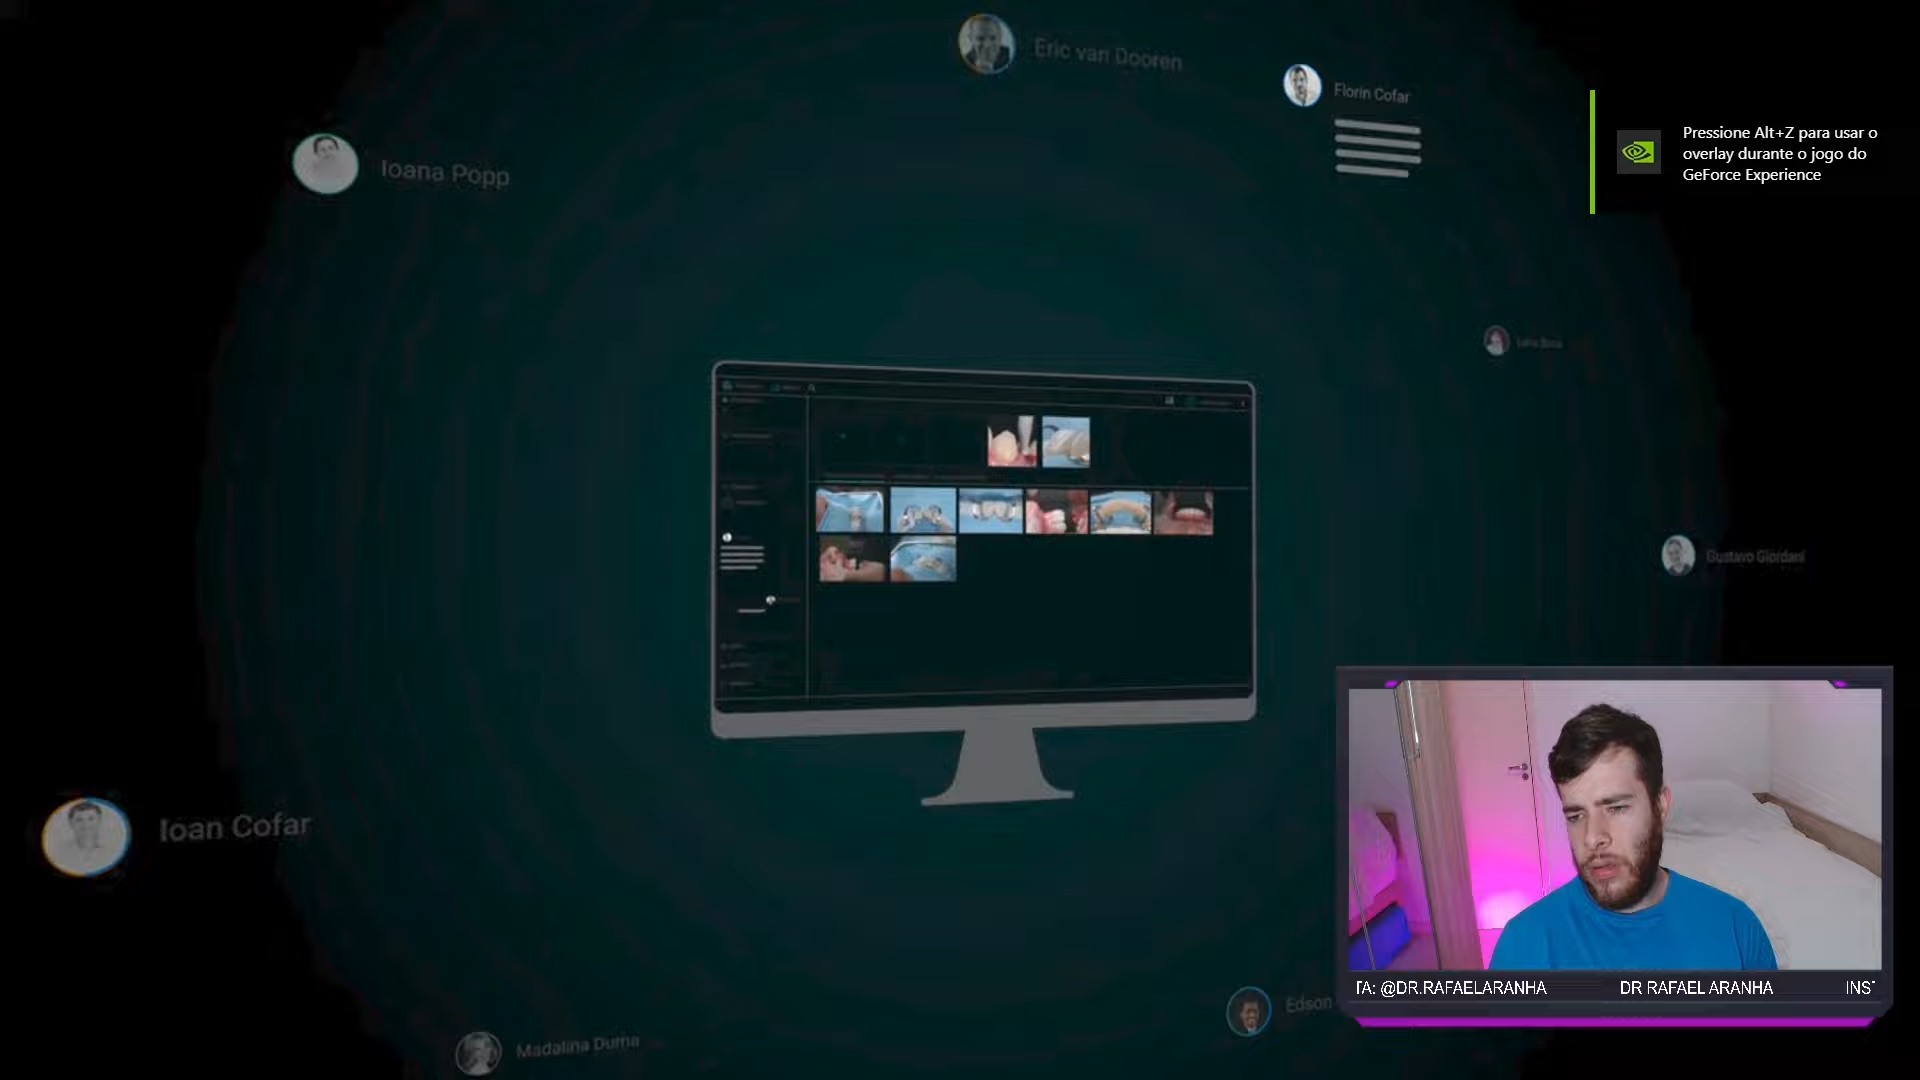 Eric van Dooren
Florin Cofar
Ioana Popp
Pressione Alt+Z para usar o
overlay durante o jogo do
GeForce Experience
Gustavo Giordani
Ioan Cofar
TA: @DR.RAFAELARANHA DR RAFAEL ARANHA INS
Edson
Madalina Duma